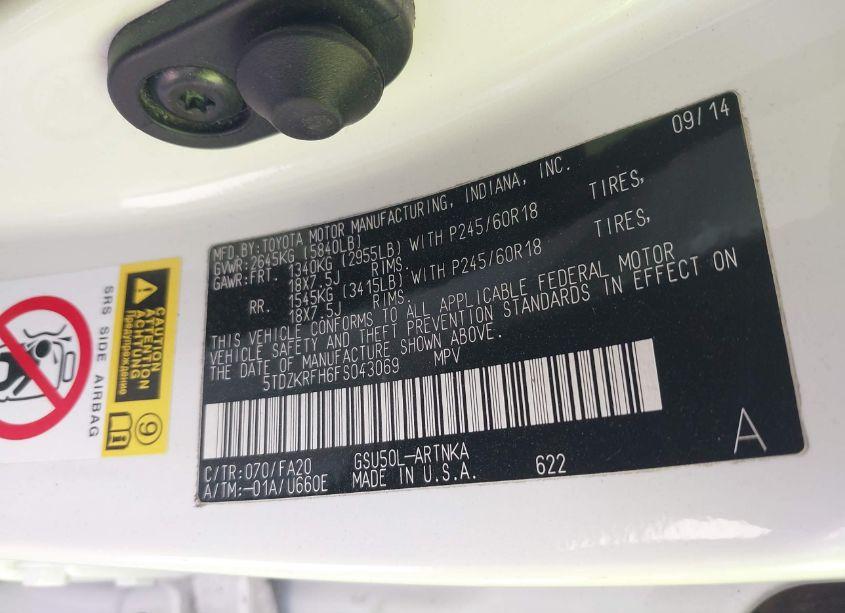 09/14
MFD.BY:TOYOTA MOTOR MANUFACTURING, INDIANA, INC.
GVWR:2645KG (5840LB)
GAWR:FRT. 1340KG (2955LB) WITH P245/60R18 TIRES,
18X7.5J RIMS.
RR. 1545KG (3415LB) WITH P245/60R18 TIRES,
18X7.5J RIMS.
THIS VEHICLE CONFORMS TO ALL APPLICABLE FEDERAL MOTOR
VEHICLE SAFETY AND THEFT PREVENTION STANDARDS IN EFFECT ON
THE DATE OF MANUFACTURE SHOWN ABOVE.
5TDZKRFH6FS043069 MPV
C/TR:070/FA20 GSU50L-ARTNKA
A/TM:-01A/U660E MADE IN U.S.A. 622
A
CAUTION
ATTENTION
ACHTUNG
Предупреждение
9
SRS SIDE AIRBAG